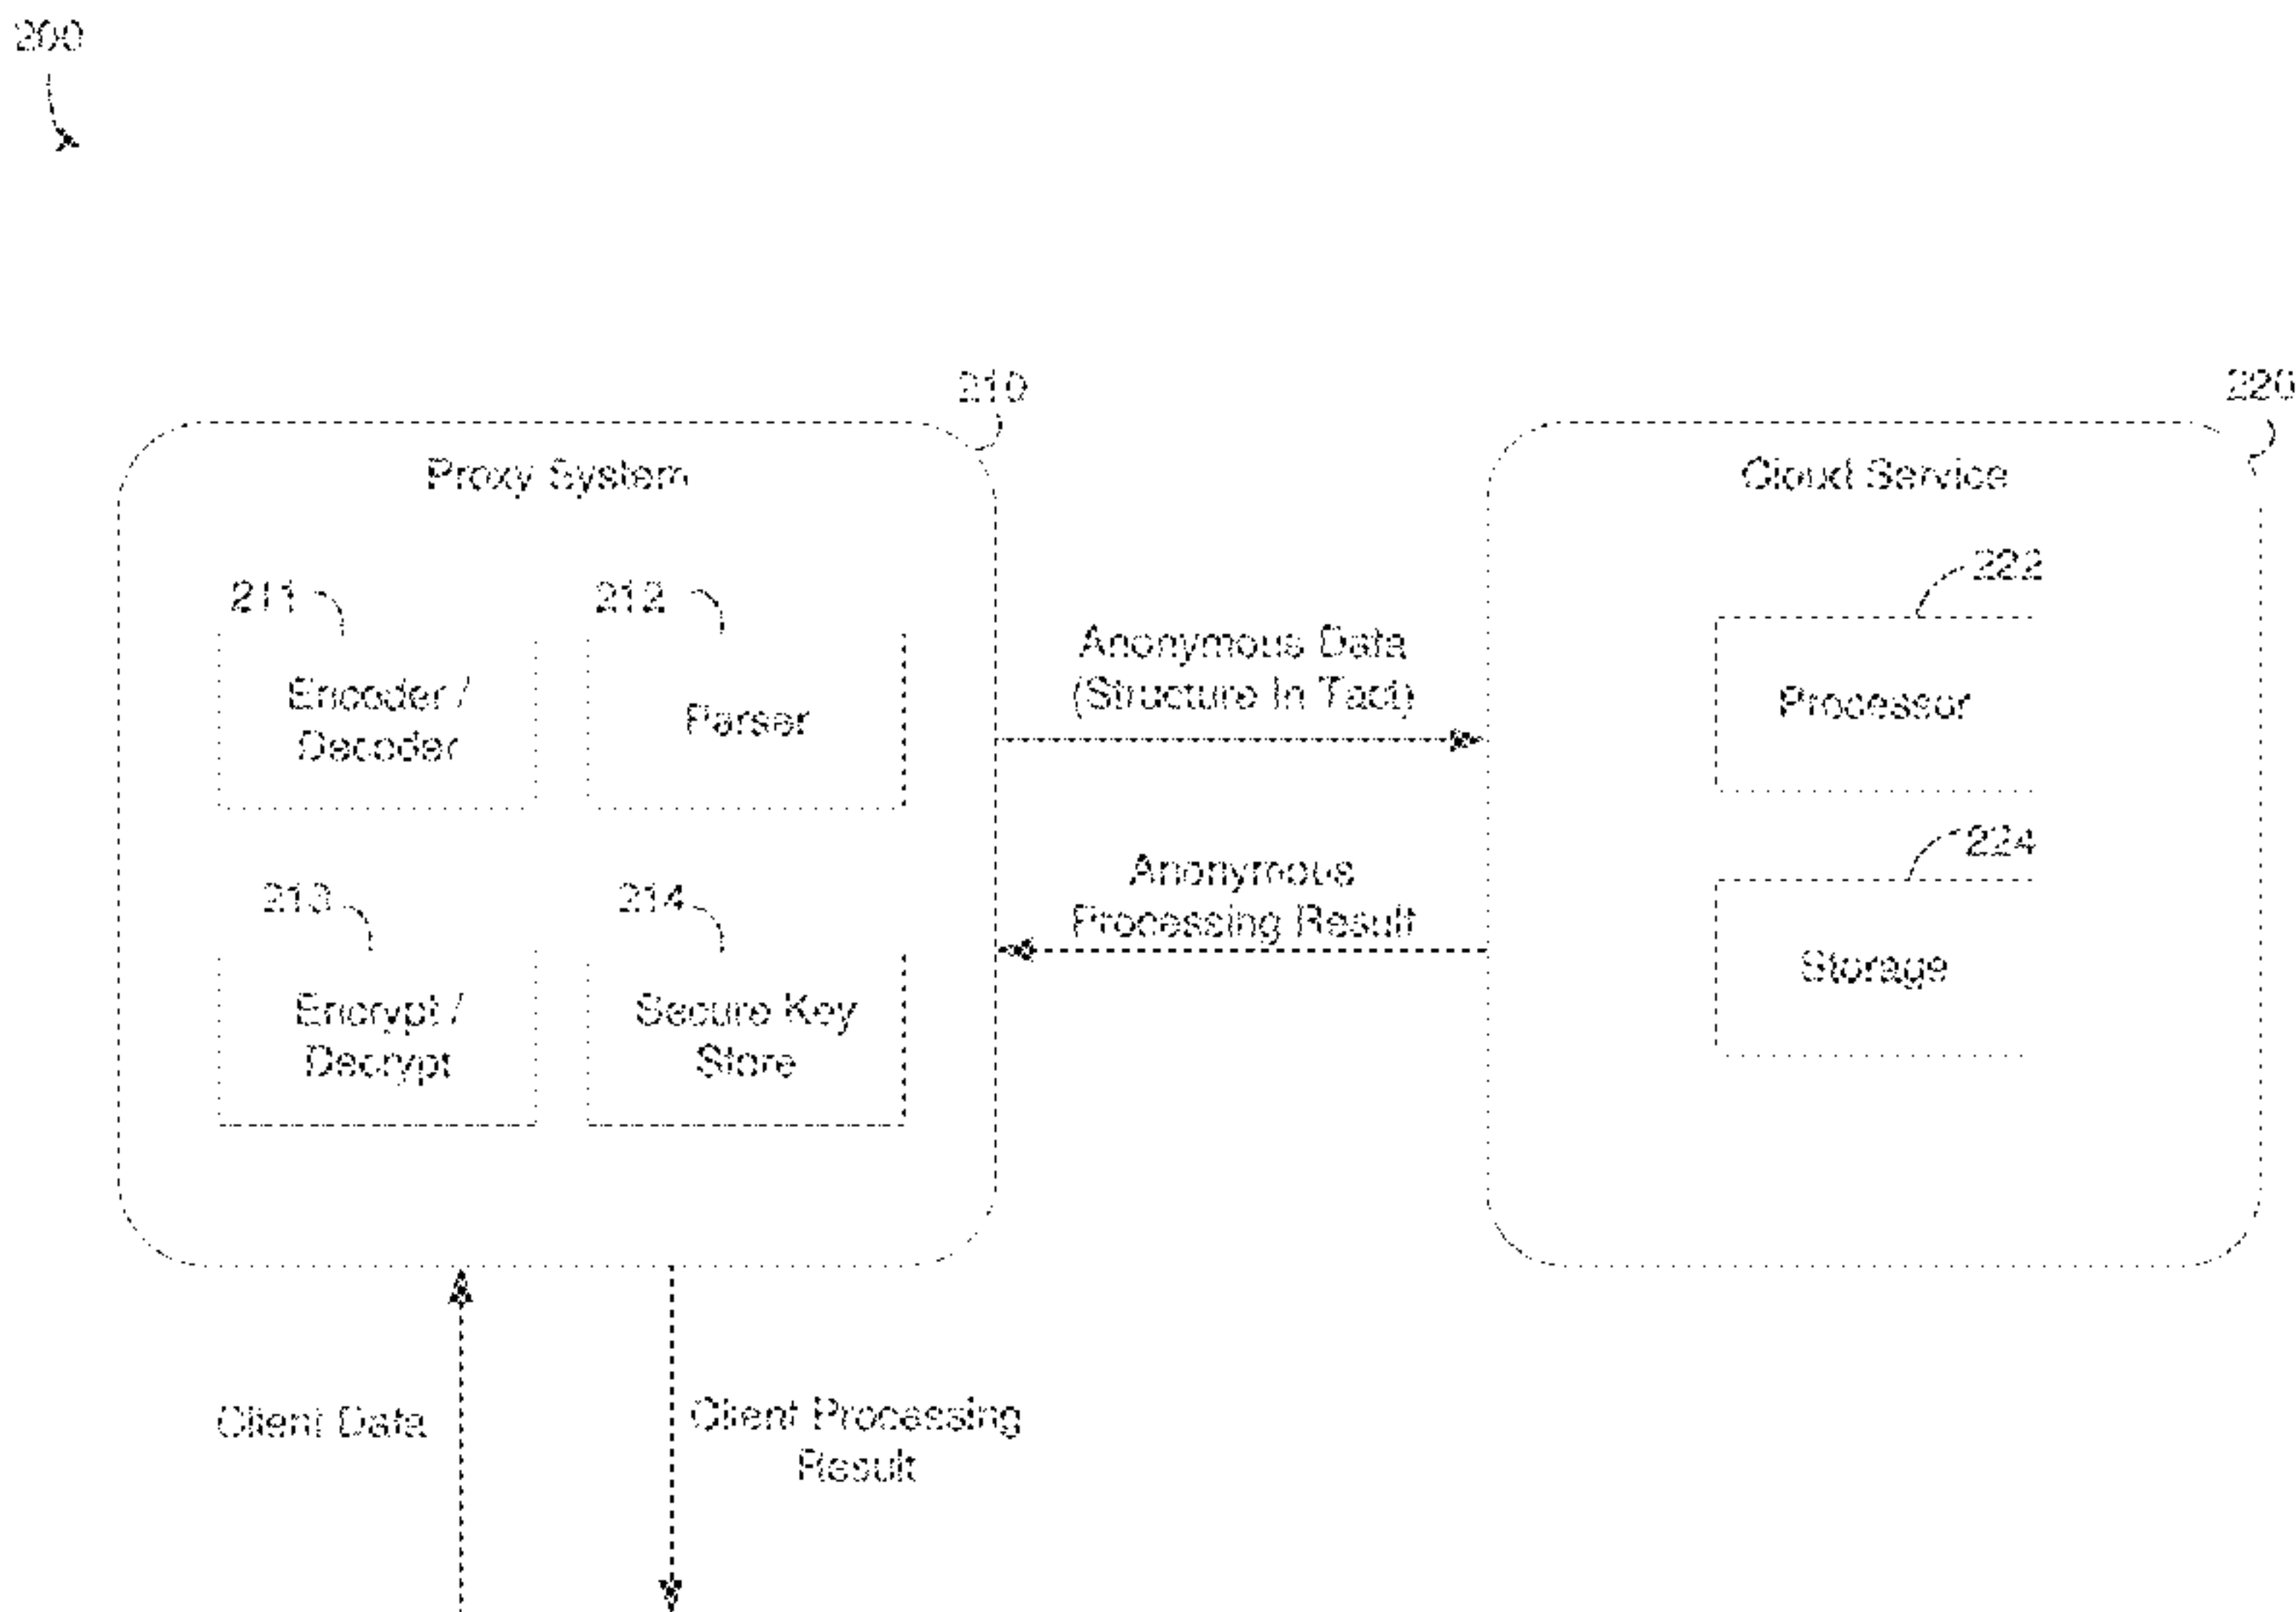 200
210
220
Proxy System
Cloud Service
211
212
222
Encoder /
Decoder
Parser
Anonymous Data
(Structure In Tact)
Processor
213
214
224
Anonymous
Processing Result
Encrypt /
Decrypt
Secure Key
Store
Storage
Client Data
Client Processing
Result